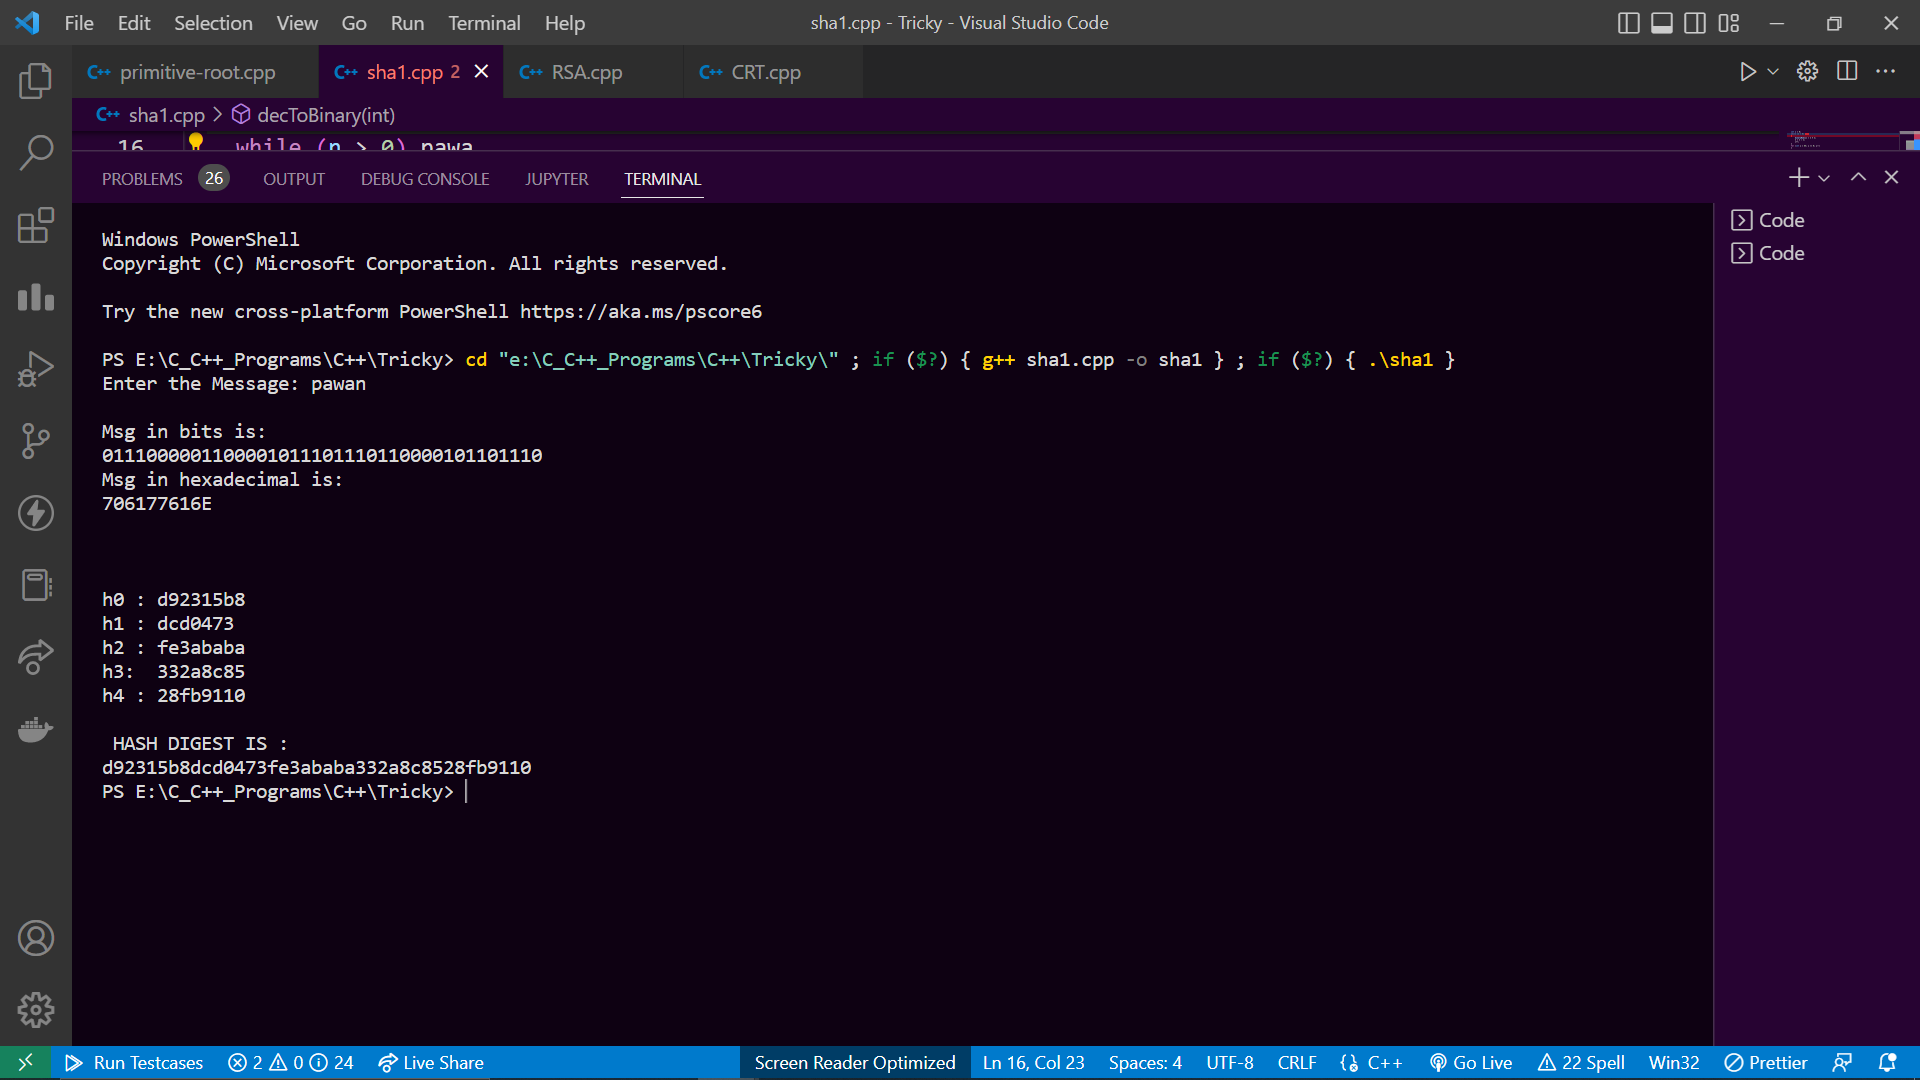 File Edit Selection View Go Run Terminal Help
sha1.cpp - Tricky - Visual Studio Code
C++ primitive-root.cpp
C++ sha1.cpp 2
C++ RSA.cpp
C++ CRT.cpp
C++ sha1.cpp > decToBinary(int)
16 while (n > 0) pawa
PROBLEMS 26 OUTPUT DEBUG CONSOLE JUPYTER TERMINAL
Code
Code
Windows PowerShell
Copyright (C) Microsoft Corporation. All rights reserved.
Try the new cross-platform PowerShell https://aka.ms/pscore6
PS E:\C_C++_Programs\C++\Tricky> cd "e:\C_C++_Programs\C++\Tricky\" ; if ($?) { g++ sha1.cpp -o sha1 } ; if ($?) { .\sha1 }
Enter the Message: pawan
Msg in bits is:
0111000001100001011101110110000101101110
Msg in hexadecimal is:
706177616E
h0 : d92315b8
h1 : dcd0473
h2 : fe3ababa
h3:  332a8c85
h4 : 28fb9110
HASH DIGEST IS :
d92315b8dcd0473fe3ababa332a8c8528fb9110
PS E:\C_C++_Programs\C++\Tricky>
Run Testcases 2 0 24 Live Share Screen Reader Optimized Ln 16, Col 23 Spaces: 4 UTF-8 CRLF {} C++ Go Live 22 Spell Win32 Prettier